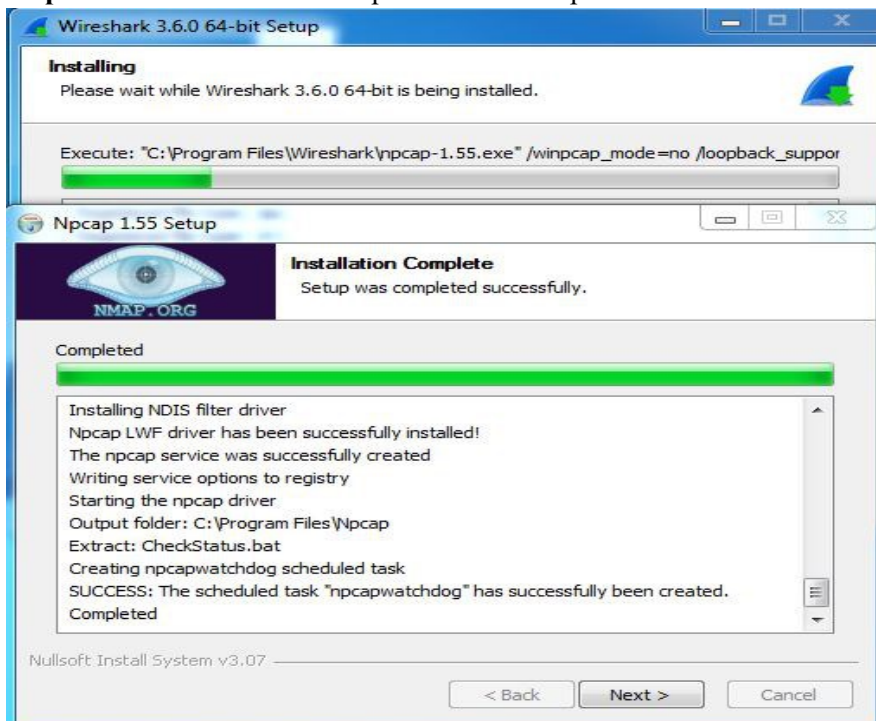 Wireshark 3.6.0 64-bit Setup
Installing
Please wait while Wireshark 3.6.0 64-bit is being installed.
Execute: "C:\Program Files\Wireshark\npcap-1.55.exe" /winpcap_mode=no /loopback_suppor
Npcap 1.55 Setup
NMAP.ORG
Installation Complete
Setup was completed successfully.
Completed
Installing NDIS filter driver
Npcap LWF driver has been successfully installed!
The npcap service was successfully created
Writing service options to registry
Starting the npcap driver
Output folder: C:\Program Files\Npcap
Extract: CheckStatus.bat
Creating npcapwatchdog scheduled task
SUCCESS: The scheduled task "npcapwatchdog" has successfully been created.
Completed
Nullsoft Install System v3.07
< Back Next > Cancel